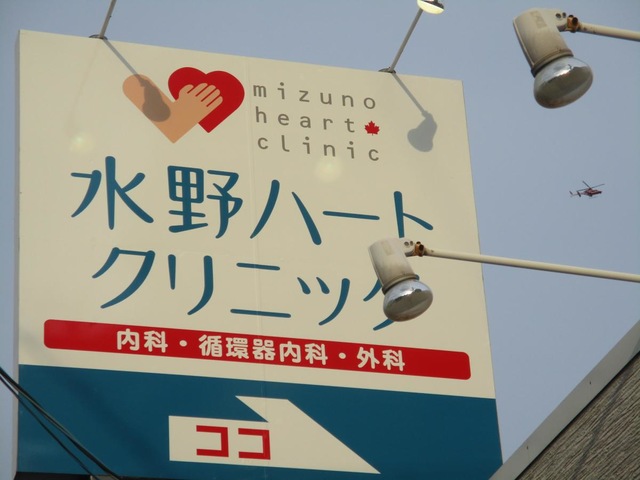 mizuno
heart
clinic
水野ハート
クリニック
内科・循環器内科・外科
ココ